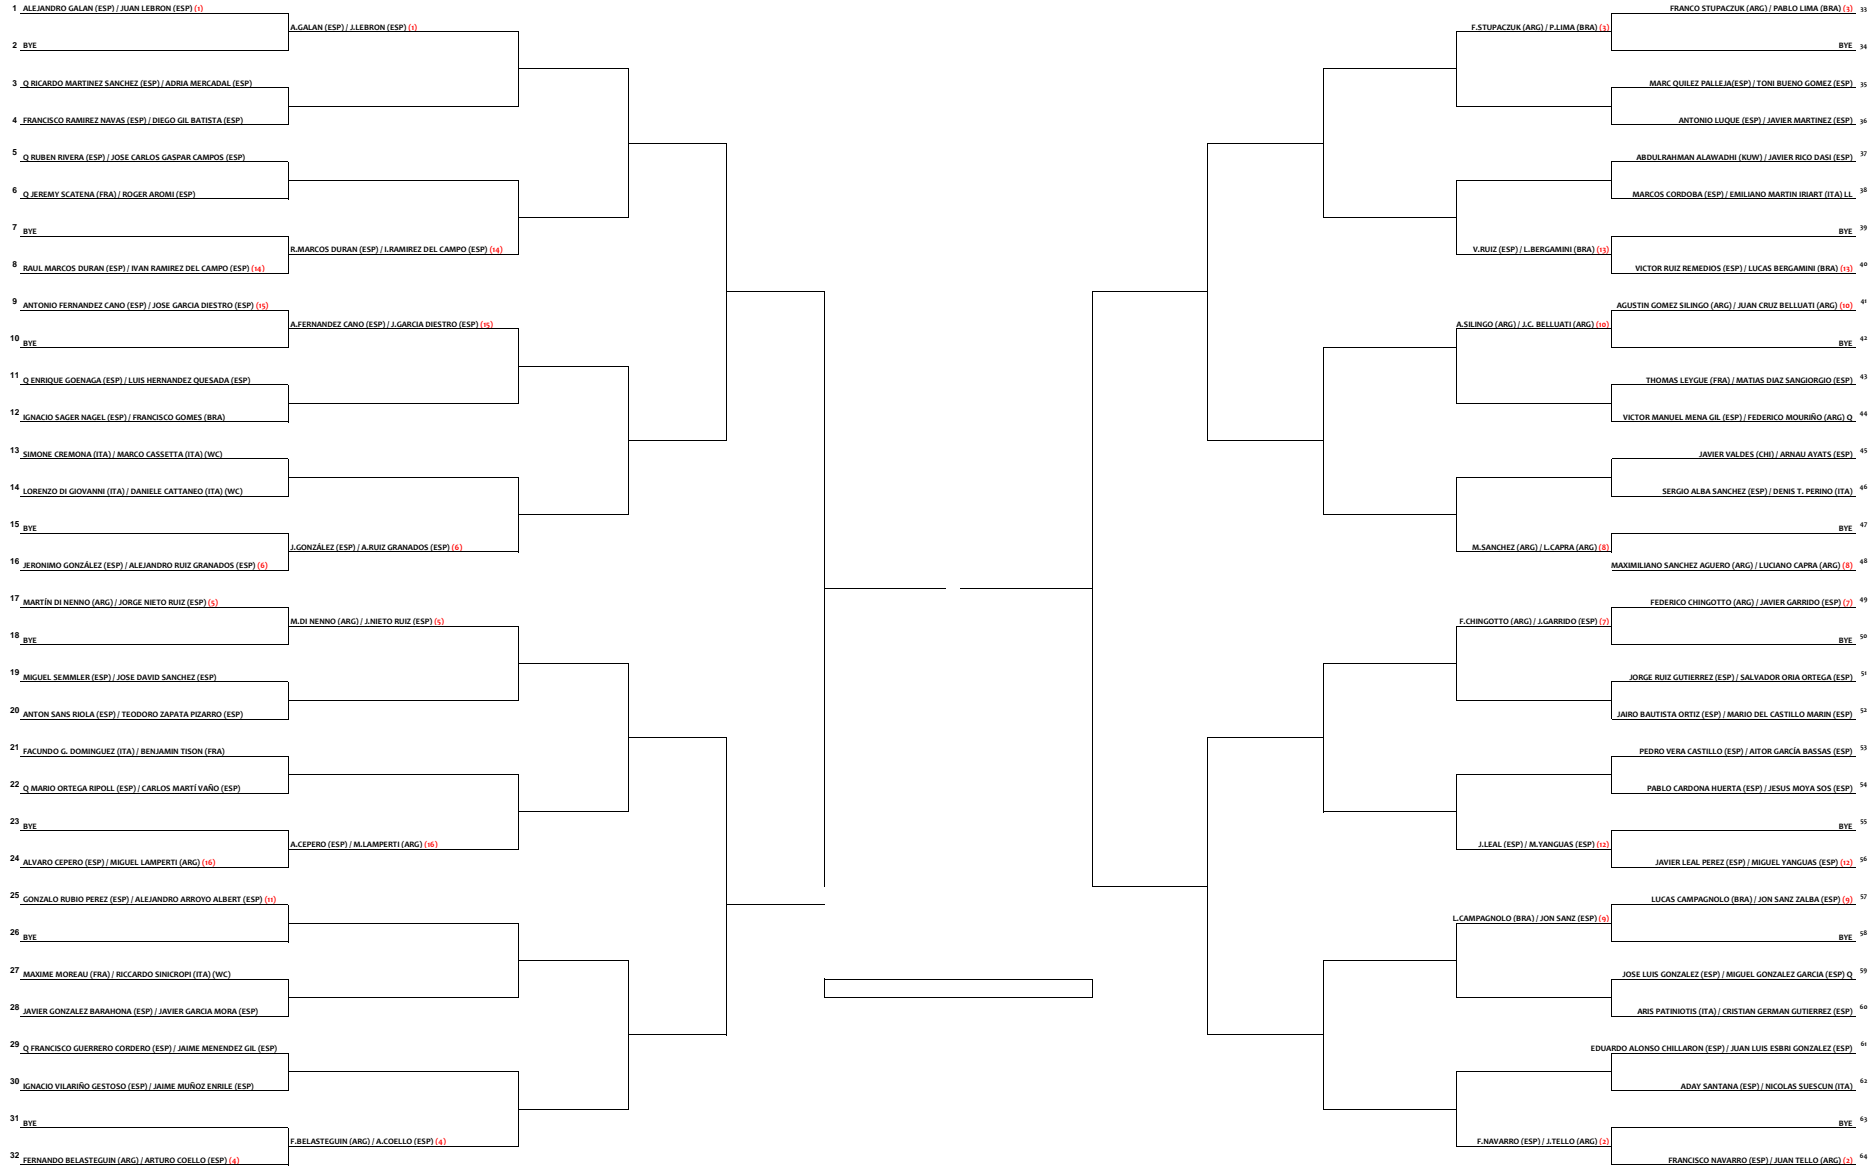 1 ALEJANDRO GALAN (ESP) / JUAN LEBRON (ESP) (1)
A.GALAN (ESP) / J.LEBRON (ESP) (1)
2 BYE
3 Q RICARDO MARTINEZ SANCHEZ (ESP) / ADRIA MERCADAL (ESP)
4 FRANCISCO RAMIREZ NAVAS (ESP) / DIEGO GIL BATISTA (ESP)
5 Q RUBEN RIVERA (ESP) / JOSE CARLOS GASPAR CAMPOS (ESP)
6 Q JEREMY SCATENA (FRA) / ROGER AROMI (ESP)
7 BYE
R.MARCOS DURAN (ESP) / I.RAMIREZ DEL CAMPO (ESP) (14)
8 RAUL MARCOS DURAN (ESP) / IVAN RAMIREZ DEL CAMPO (ESP) (14)
9 ANTONIO FERNANDEZ CANO (ESP) / JOSE GARCIA DIESTRO (ESP) (15)
A.FERNANDEZ CANO (ESP) / J.GARCIA DIESTRO (ESP) (15)
10 BYE
11 Q ENRIQUE GOENAGA (ESP) / LUIS HERNANDEZ QUESADA (ESP)
12 IGNACIO SAGER NAGEL (ESP) / FRANCISCO GOMES (BRA)
13 SIMONE CREMONA (ITA) / MARCO CASSETTA (ITA) (WC)
14 LORENZO DI GIOVANNI (ITA) / DANIELE CATTANEO (ITA) (WC)
15 BYE
J.GONZÁLEZ (ESP) / A.RUIZ GRANADOS (ESP) (6)
16 JERONIMO GONZÁLEZ (ESP) / ALEJANDRO RUIZ GRANADOS (ESP) (6)
17 MARTÍN DI NENNO (ARG) / JORGE NIETO RUIZ (ESP) (5)
M.DI NENNO (ARG) / J.NIETO RUIZ (ESP) (5)
18 BYE
19 MIGUEL SEMMLER (ESP) / JOSE DAVID SANCHEZ (ESP)
20 ANTON SANS RIOLA (ESP) / TEODORO ZAPATA PIZARRO (ESP)
21 FACUNDO G. DOMINGUEZ (ITA) / BENJAMIN TISON (FRA)
22 Q MARIO ORTEGA RIPOLL (ESP) / CARLOS MARTÍ VAÑO (ESP)
23 BYE
A.CEPERO (ESP) / M.LAMPERTI (ARG) (16)
24 ALVARO CEPERO (ESP) / MIGUEL LAMPERTI (ARG) (16)
25 GONZALO RUBIO PEREZ (ESP) / ALEJANDRO ARROYO ALBERT (ESP) (11)
26 BYE
27 MAXIME MOREAU (FRA) / RICCARDO SINICROPI (ITA) (WC)
28 JAVIER GONZALEZ BARAHONA (ESP) / JAVIER GARCIA MORA (ESP)
29 Q FRANCISCO GUERRERO CORDERO (ESP) / JAIME MENENDEZ GIL (ESP)
30 IGNACIO VILARIÑO GESTOSO (ESP) / JAIME MUÑOZ ENRILE (ESP)
31 BYE
F.BELASTEGUIN (ARG) / A.COELLO (ESP) (4)
32 FERNANDO BELASTEGUIN (ARG) / ARTURO COELLO (ESP) (4)
FRANCO STUPACZUK (ARG) / PABLO LIMA (BRA) (3) 33
F.STUPACZUK (ARG) / P.LIMA (BRA) (3)
BYE 34
MARC QUILEZ PALLEJA(ESP) / TONI BUENO GOMEZ (ESP) 35
ANTONIO LUQUE (ESP) / JAVIER MARTINEZ (ESP) 36
ABDULRAHMAN ALAWADHI (KUW) / JAVIER RICO DASI (ESP) 37
MARCOS CORDOBA (ESP) / EMILIANO MARTIN IRIART (ITA) LL 38
BYE 39
V.RUIZ (ESP) / L.BERGAMINI (BRA) (13)
VICTOR RUIZ REMEDIOS (ESP) / LUCAS BERGAMINI (BRA) (13) 40
AGUSTIN GOMEZ SILINGO (ARG) / JUAN CRUZ BELLUATI (ARG) (10) 41
A.SILINGO (ARG) / J.C. BELLUATI (ARG) (10)
BYE 42
THOMAS LEYGUE (FRA) / MATIAS DIAZ SANGIORGIO (ESP) 43
VICTOR MANUEL MENA GIL (ESP) / FEDERICO MOURIÑO (ARG) Q 44
JAVIER VALDES (CHI) / ARNAU AYATS (ESP) 45
SERGIO ALBA SANCHEZ (ESP) / DENIS T. PERINO (ITA) 46
BYE 47
M.SANCHEZ (ARG) / L.CAPRA (ARG) (8)
MAXIMILIANO SANCHEZ AGUERO (ARG) / LUCIANO CAPRA (ARG) (8) 48
FEDERICO CHINGOTTO (ARG) / JAVIER GARRIDO (ESP) (7) 49
F.CHINGOTTO (ARG) / J.GARRIDO (ESP) (7)
BYE 50
JORGE RUIZ GUTIERREZ (ESP) / SALVADOR ORIA ORTEGA (ESP) 51
JAIRO BAUTISTA ORTIZ (ESP) / MARIO DEL CASTILLO MARIN (ESP) 52
PEDRO VERA CASTILLO (ESP) / AITOR GARCÍA BASSAS (ESP) 53
PABLO CARDONA HUERTA (ESP) / JESUS MOYA SOS (ESP) 54
BYE 55
J.LEAL (ESP) / M.YANGUAS (ESP) (12)
JAVIER LEAL PEREZ (ESP) / MIGUEL YANGUAS (ESP) (12) 56
LUCAS CAMPAGNOLO (BRA) / JON SANZ ZALBA (ESP) (9) 57
L.CAMPAGNOLO (BRA) / JON SANZ (ESP) (9)
BYE 58
JOSE LUIS GONZALEZ (ESP) / MIGUEL GONZALEZ GARCIA (ESP) Q 59
ARIS PATINIOTIS (ITA) / CRISTIAN GERMAN GUTIERREZ (ESP) 60
EDUARDO ALONSO CHILLARON (ESP) / JUAN LUIS ESBRI GONZALEZ (ESP) 61
ADAY SANTANA (ESP) / NICOLAS SUESCUN (ITA) 62
BYE 63
F.NAVARRO (ESP) / J.TELLO (ARG) (2)
FRANCISCO NAVARRO (ESP) / JUAN TELLO (ARG) (2) 64